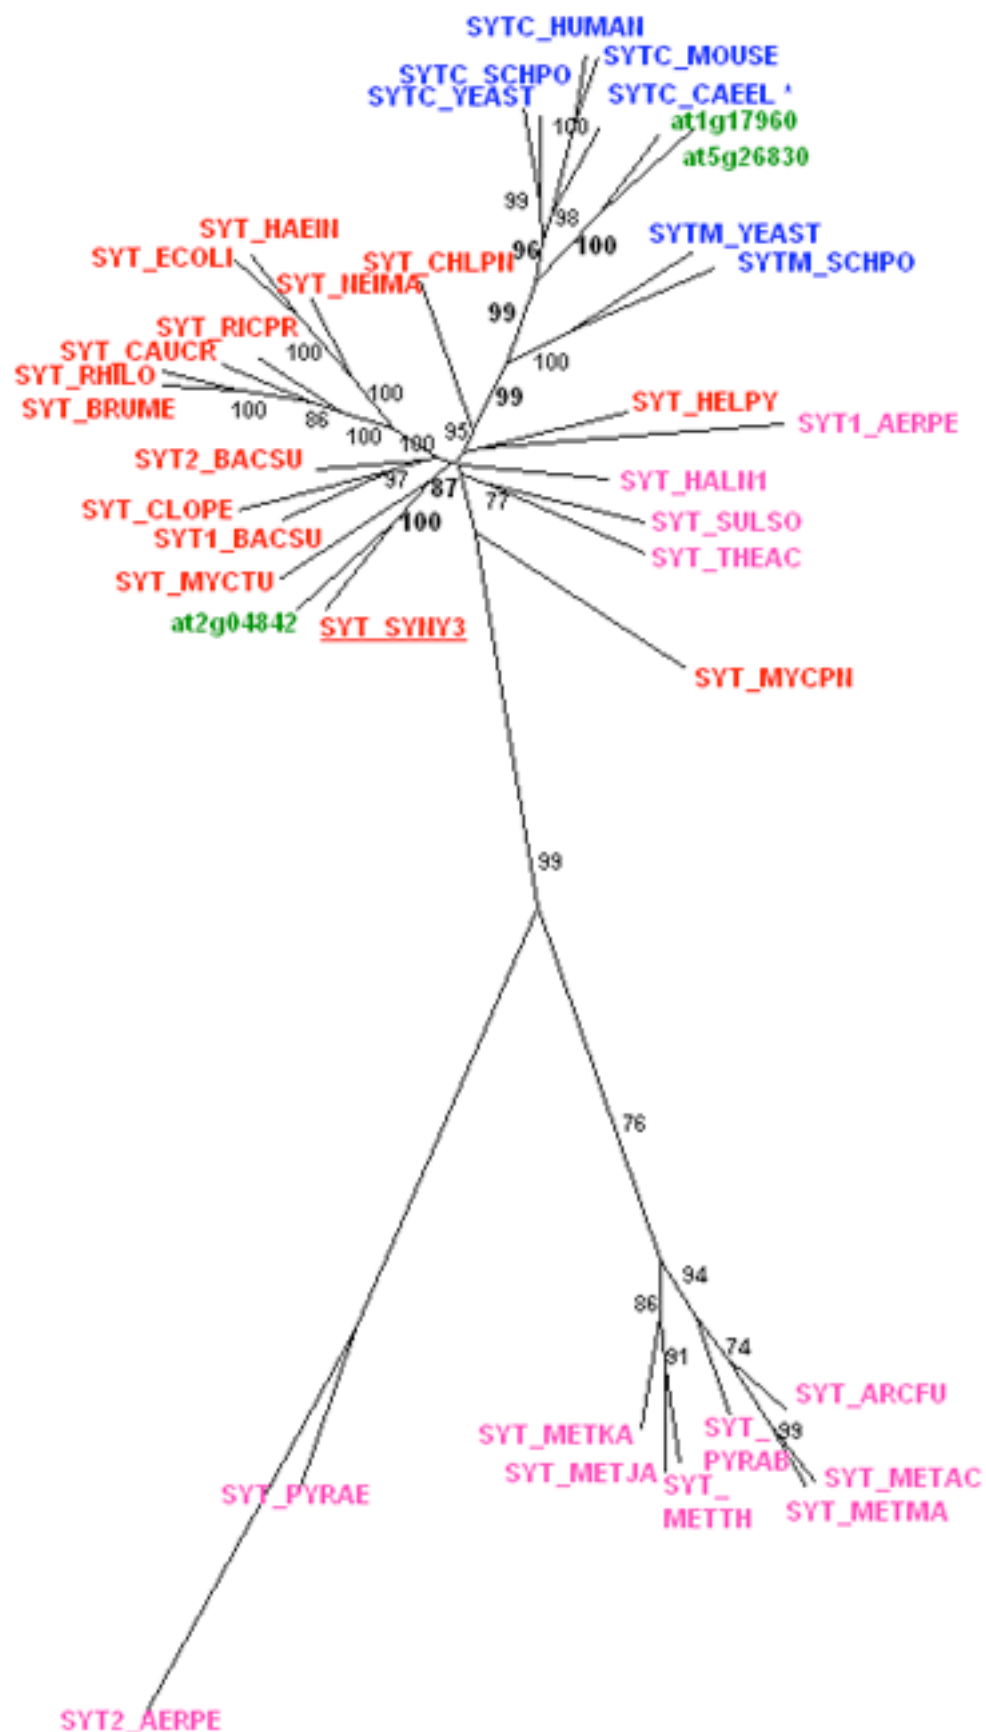 SYTC_HUMAN
SYTC_MOUSE
SYTC_SCHPO
SYTC_YEAST
SYTC_CAEEL *
100
at1g17960
at5g26830
99
98
SYT_HAEIN
SYT_ECOLI
SYT_CHLPN
96
100
SYTM_YEAST
SYTM_SCHPO
SYT_NEIMA
99
SYT_RICPR
SYT_CAUCR
100
100
SYT_RHILO
SYT_BRUME
100
86
100
99
SYT_HELPY
SYT1_AERPE
100
100
95
SYT2_BACSU
97
87
SYT_HALN1
77
SYT_CLOPE
100
SYT_SULSO
SYT1_BACSU
SYT_THEAC
SYT_MYCTU
at2g04842
SYT_SYNY3
SYT_MYCPN
99
76
94
86
91
74
SYT_ARCFU
SYT_METKA
SYT_
PYRAB
99
SYT_METJA
SYT_
METTH
SYT_METAC
SYT_METMA
SYT_PYRAE
SYT2_AERPE